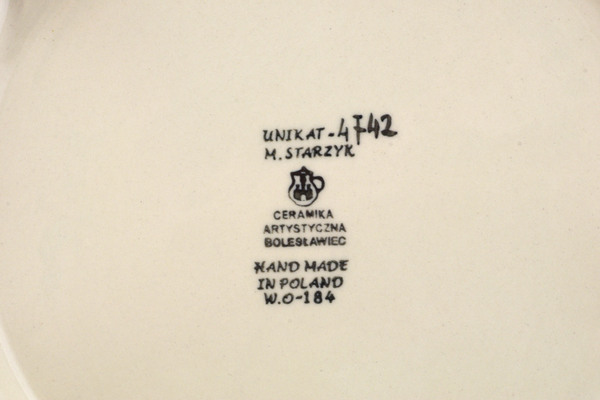 UNIKAT-4742
M. STARZYK
CERAMIKA
ARTYSTYCZNA
BOLESŁAWIEC
HAND MADE
IN POLAND
W.O-184